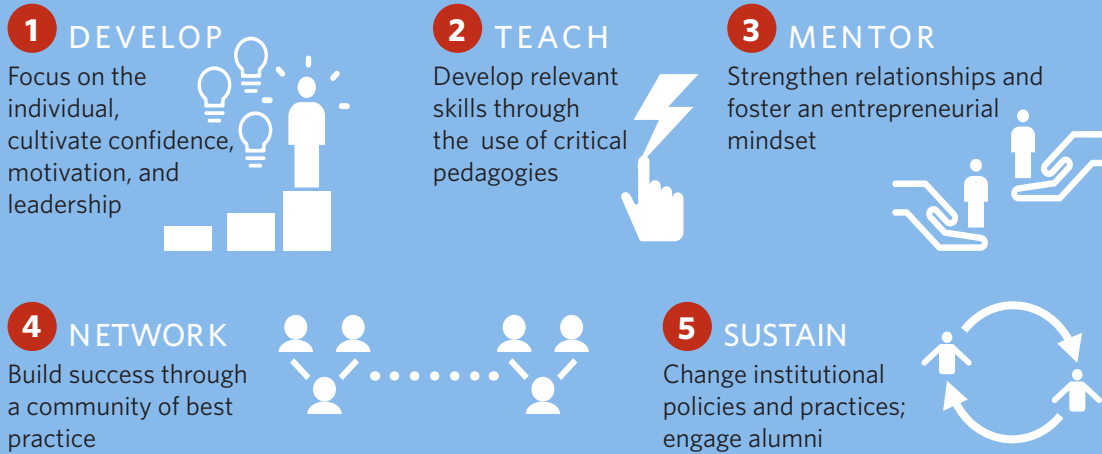 1 DEVELOP
Focus on the
individual,
cultivate confidence,
motivation, and
leadership
2 TEACH
Develop relevant
skills through
the use of critical
pedagogies
3 MENTOR
Strengthen relationships and
foster an entrepreneurial
mindset
4 NETWORK
Build success through
a community of best
practice
5 SUSTAIN
Change institutional
policies and practices;
engage alumni